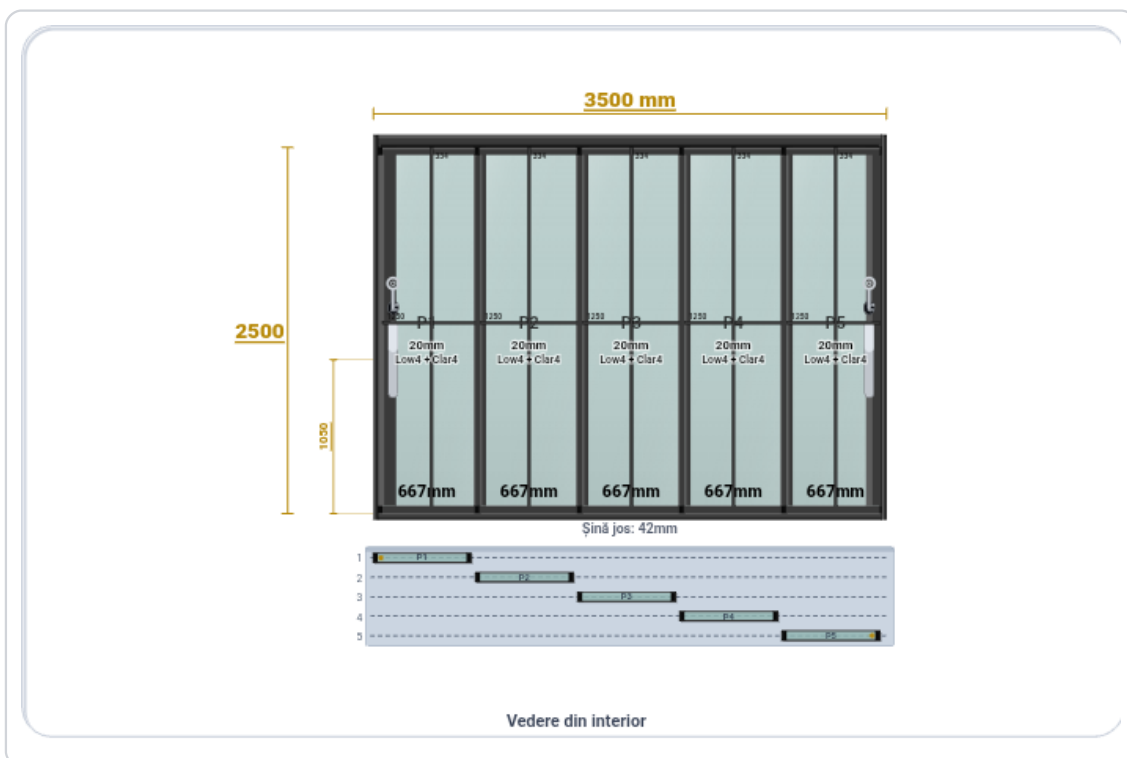 3500 mm
334 334 334 334 334
2500
1250 1250 1250 1250 1250
P1 P2 P3 P4 P5
20mm 20mm 20mm 20mm 20mm
Low4 + Clar4 Low4 + Clar4 Low4 + Clar4 Low4 + Clar4 Low4 + Clar4
1050
667mm 667mm 667mm 667mm 667mm
Șină jos: 42mm
1 P1
2 P2
3 P3
4 P4
5 P5
Vedere din interior